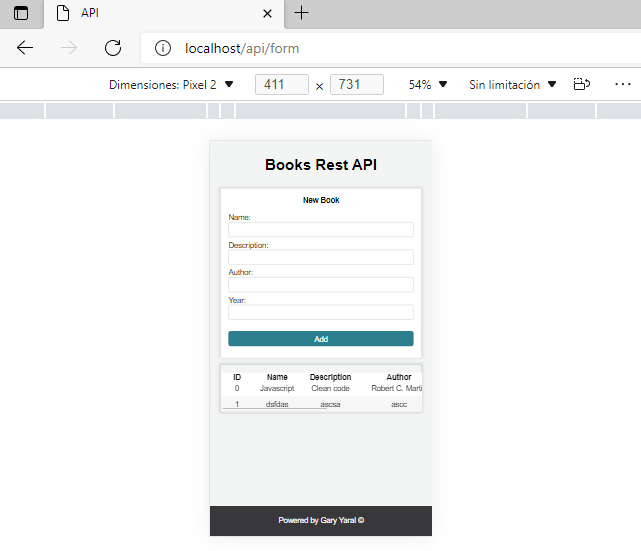 API
localhost/api/form
Dimensiones: Pixel 2 411 × 731 54% Sin limitación
Books Rest API
New Book
Name:
Description:
Author:
Year:
Add
ID Name Description Author
0 Javascript Clean code Robert C. Marti
1 dsfdas ascsa ascc
Powered by Gary Yaral ©